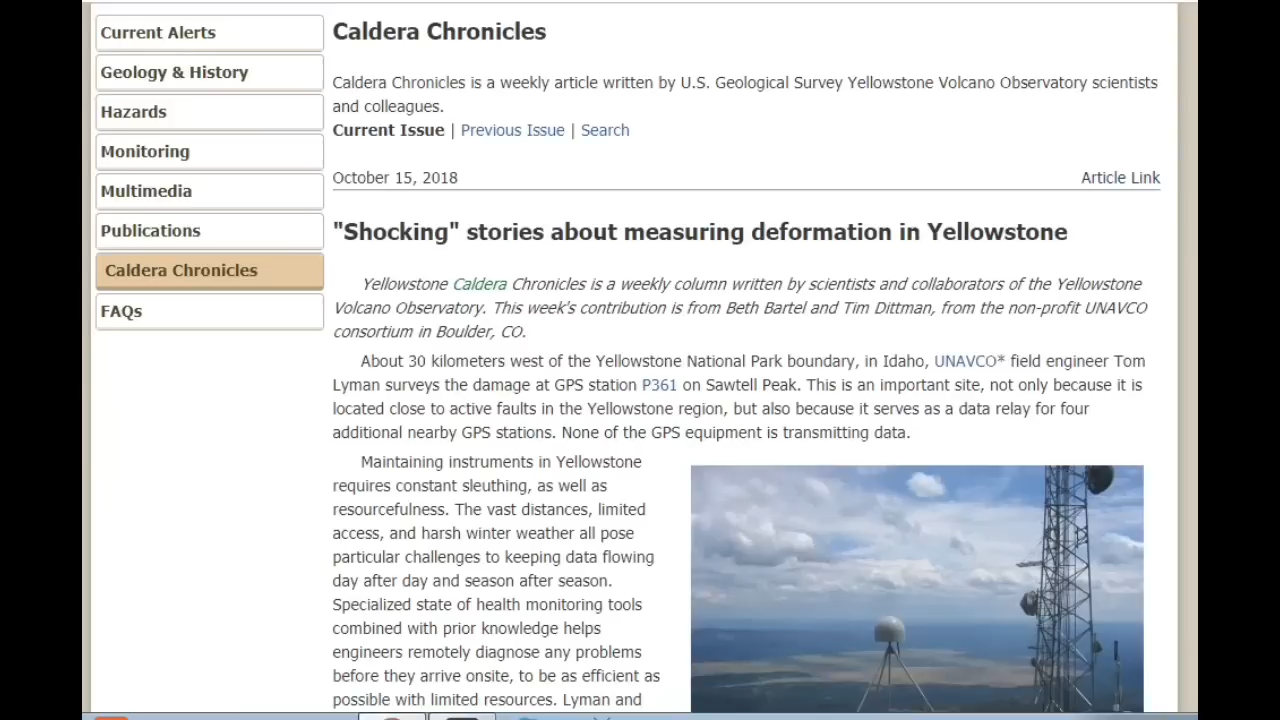 Current Alerts
Geology & History
Hazards
Monitoring
Multimedia
Publications
Caldera Chronicles
FAQs
Caldera Chronicles
Caldera Chronicles is a weekly article written by U.S. Geological Survey Yellowstone Volcano Observatory scientists
and colleagues.
Current Issue | Previous Issue | Search
October 15, 2018 Article Link
"Shocking" stories about measuring deformation in Yellowstone
Yellowstone Caldera Chronicles is a weekly column written by scientists and collaborators of the Yellowstone
Volcano Observatory. This week's contribution is from Beth Bartel and Tim Dittman, from the non-profit UNAVCO
consortium in Boulder, CO.
About 30 kilometers west of the Yellowstone National Park boundary, in Idaho, UNAVCO* field engineer Tom
Lyman surveys the damage at GPS station P361 on Sawtell Peak. This is an important site, not only because it is
located close to active faults in the Yellowstone region, but also because it serves as a data relay for four
additional nearby GPS stations. None of the GPS equipment is transmitting data.
Maintaining instruments in Yellowstone
requires constant sleuthing, as well as
resourcefulness. The vast distances, limited
access, and harsh winter weather all pose
particular challenges to keeping data flowing
day after day and season after season.
Specialized state of health monitoring tools
combined with prior knowledge helps
engineers remotely diagnose any problems
before they arrive onsite, to be as efficient as
possible with limited resources. Lyman and